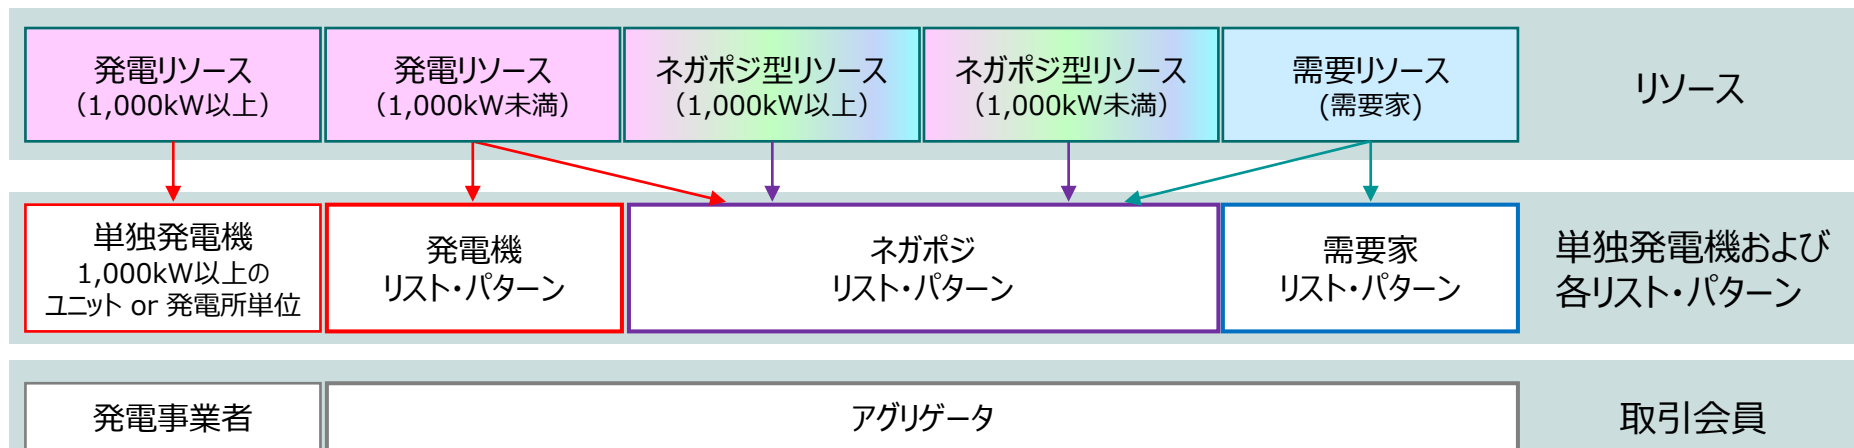 発電リソース
（1,000kW以上）
発電リソース
（1,000kW未満）
ネガポジ型リソース
（1,000kW以上）
ネガポジ型リソース
（1,000kW未満）
需要リソース
(需要家)
リソース
単独発電機
1,000kW以上の
ユニット or 発電所単位
発電機
リスト・パターン
ネガポジ
リスト・パターン
需要家
リスト・パターン
単独発電機および
各リスト・パターン
発電事業者
アグリゲータ
取引会員